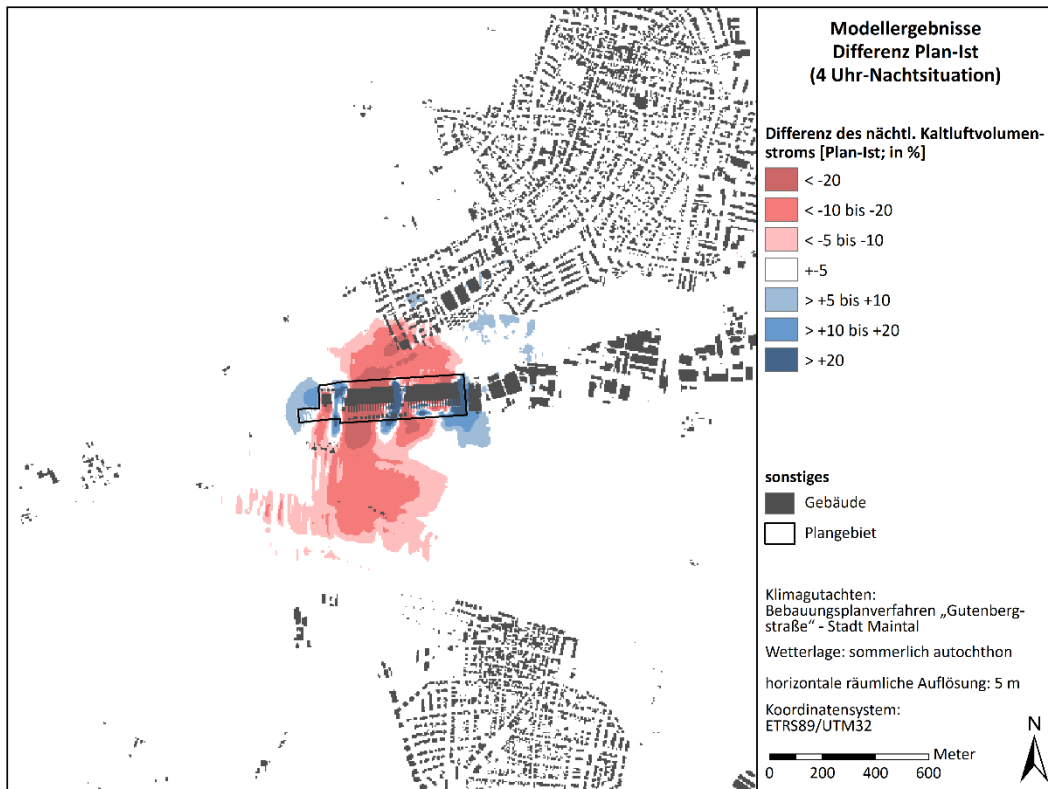 Modellergebnisse
Differenz Plan-Ist
(4 Uhr-Nachtsituation)
Differenz des nächtl. Kaltluftvolumen-
stroms [Plan-Ist; in %]
< -20
< -10 bis -20
< -5 bis -10
+-5
> +5 bis +10
> +10 bis +20
> +20
sonstiges
Gebäude
Plangebiet
Klimagutachten:
Bebauungsplanverfahren „Gutenberg-
straße“ - Stadt Maintal
Wetterlage: sommerlich autochthon
horizontale räumliche Auflösung: 5 m
Koordinatensystem:
ETRS89/UTM32
N
Meter
0 200 400 600